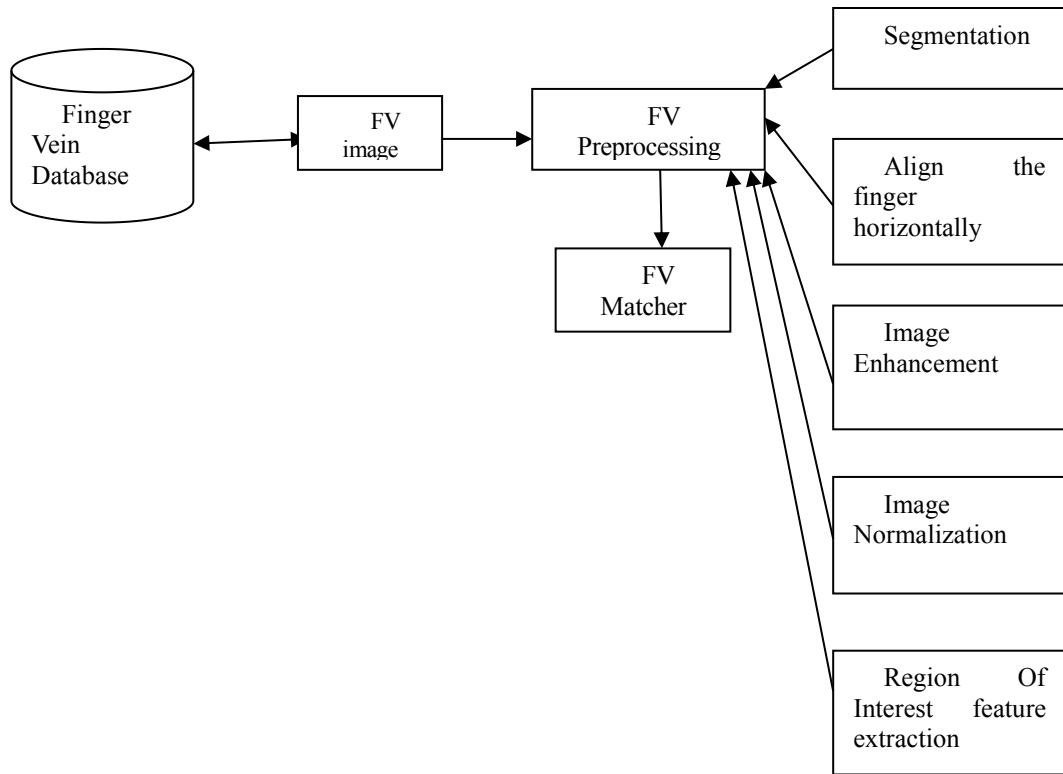 Finger
Vein
Database
FV
image
FV
Preprocessing
FV
Matcher
Segmentation
Align the
finger
horizontally
Image
Enhancement
Image
Normalization
Region Of
Interest feature
extraction